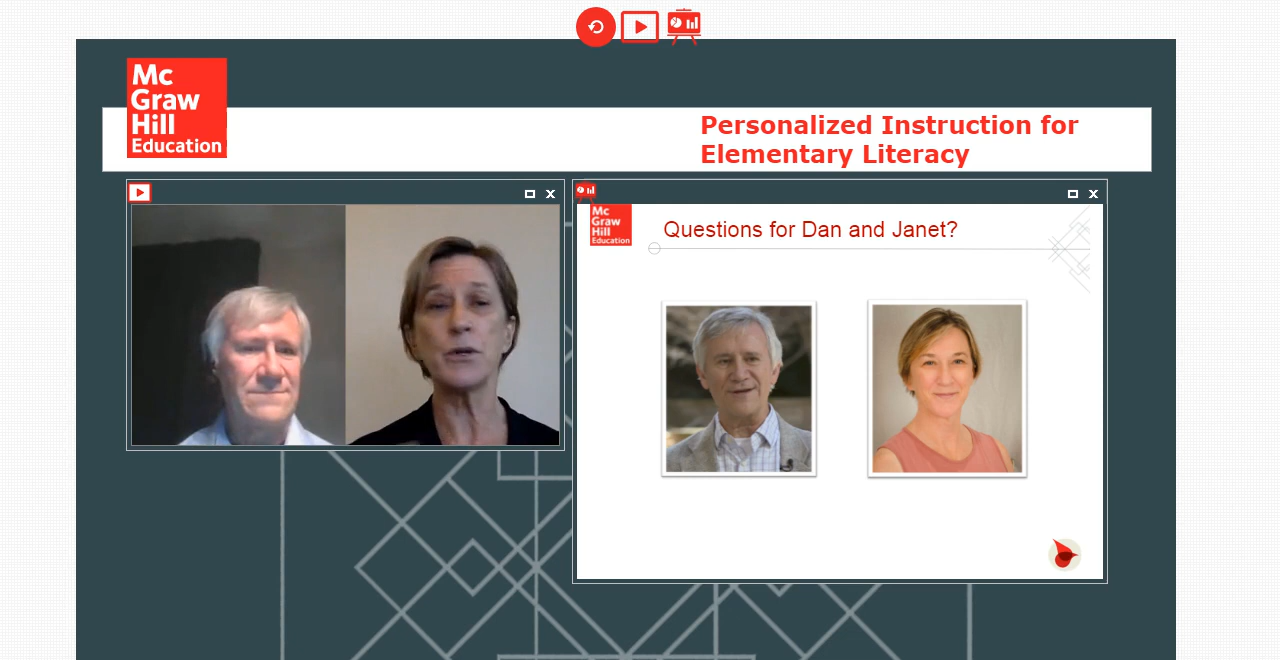 Mc
Graw
Hill
Education
Personalized Instruction for
Elementary Literacy
Mc
Graw
Hill
Education
Questions for Dan and Janet?